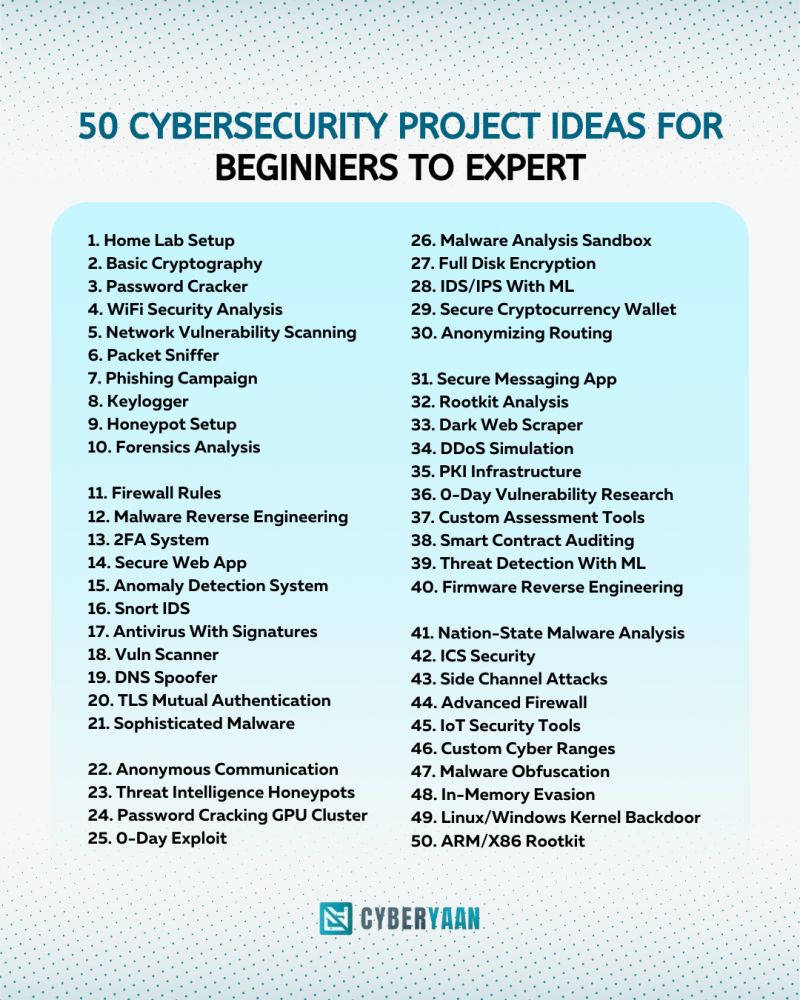 50 CYBERSECURITY PROJECT IDEAS FOR
BEGINNERS TO EXPERT
1. Home Lab Setup
2. Basic Cryptography
3. Password Cracker
4. WiFi Security Analysis
5. Network Vulnerability Scanning
6. Packet Sniffer
7. Phishing Campaign
8. Keylogger
9. Honeypot Setup
10. Forensics Analysis
11. Firewall Rules
12. Malware Reverse Engineering
13. 2FA System
14. Secure Web App
15. Anomaly Detection System
16. Snort IDS
17. Antivirus With Signatures
18. Vuln Scanner
19. DNS Spoofer
20. TLS Mutual Authentication
21. Sophisticated Malware
22. Anonymous Communication
23. Threat Intelligence Honeypots
24. Password Cracking GPU Cluster
25. 0-Day Exploit
26. Malware Analysis Sandbox
27. Full Disk Encryption
28. IDS/IPS With ML
29. Secure Cryptocurrency Wallet
30. Anonymizing Routing
31. Secure Messaging App
32. Rootkit Analysis
33. Dark Web Scraper
34. DDoS Simulation
35. PKI Infrastructure
36. 0-Day Vulnerability Research
37. Custom Assessment Tools
38. Smart Contract Auditing
39. Threat Detection With ML
40. Firmware Reverse Engineering
41. Nation-State Malware Analysis
42. ICS Security
43. Side Channel Attacks
44. Advanced Firewall
45. IoT Security Tools
46. Custom Cyber Ranges
47. Malware Obfuscation
48. In-Memory Evasion
49. Linux/Windows Kernel Backdoor
50. ARM/X86 Rootkit
CYBERYAAN